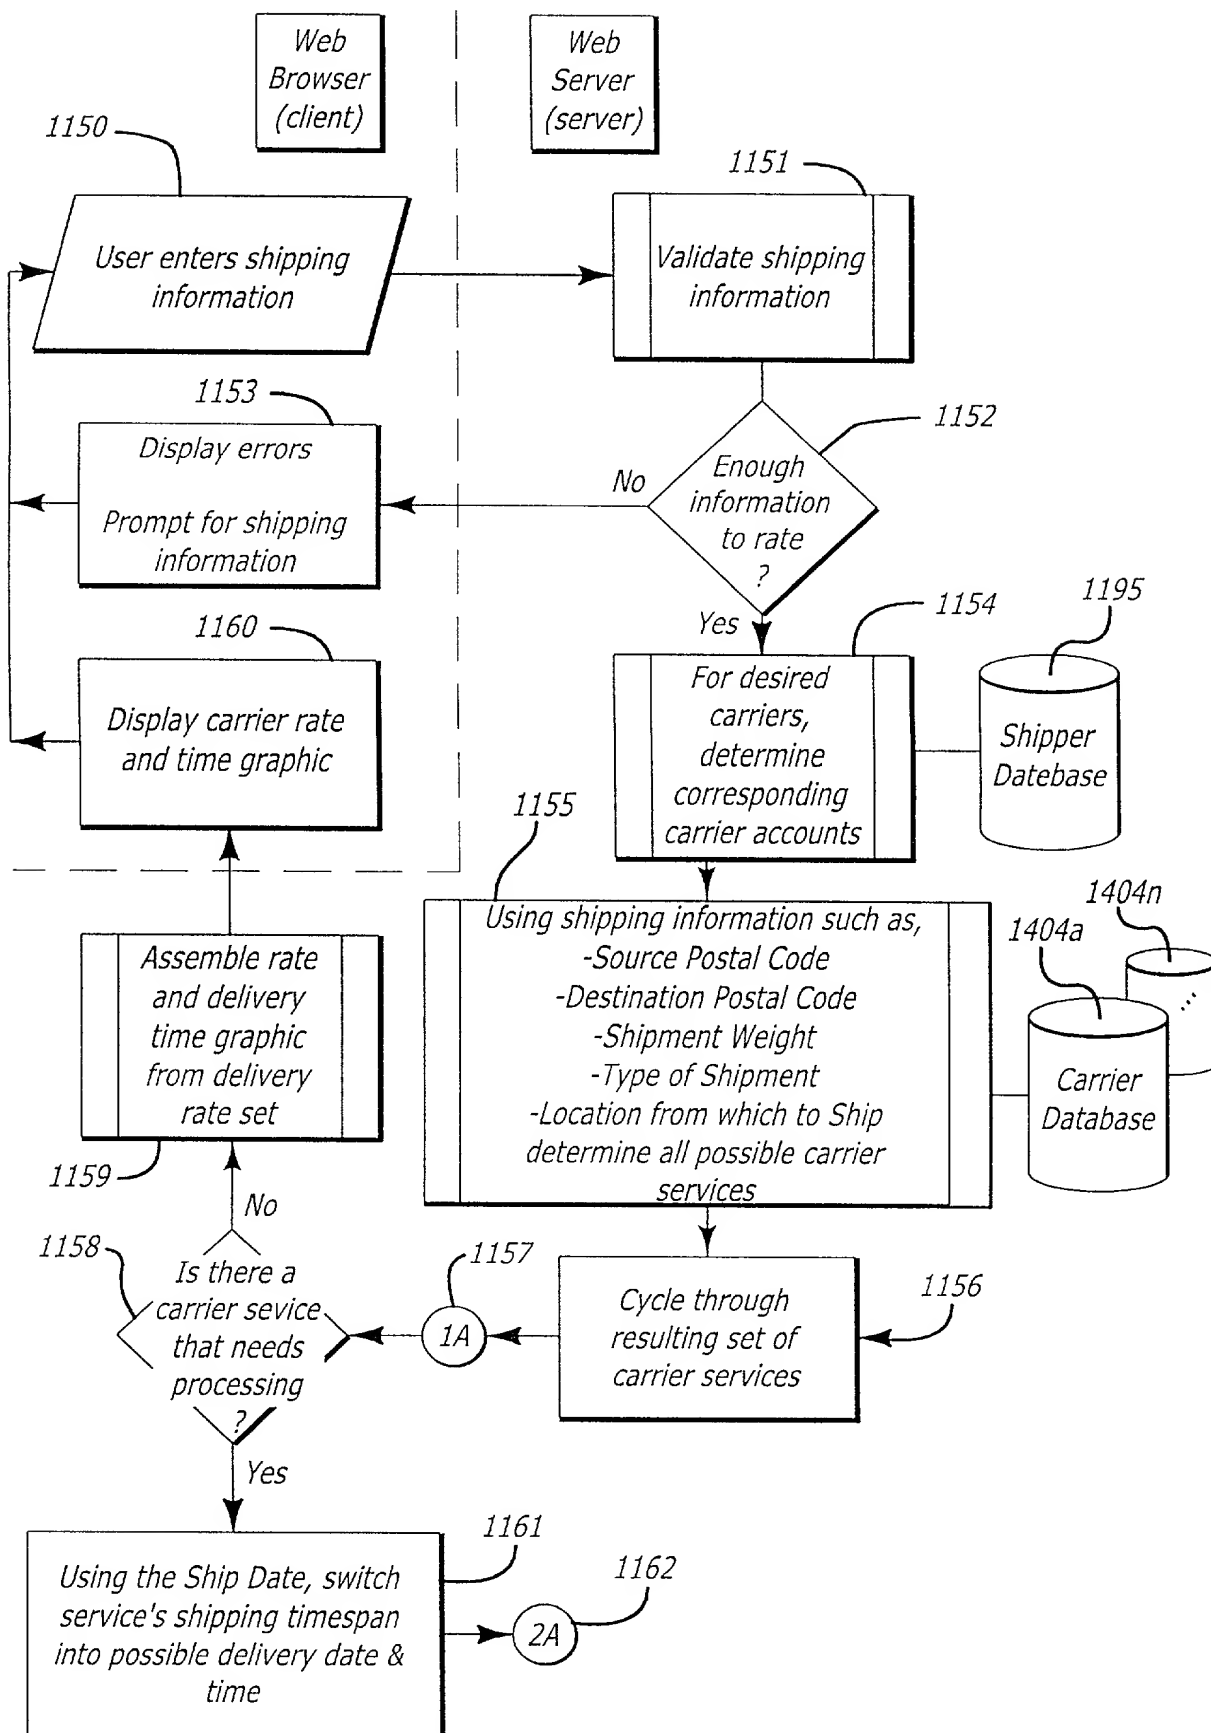 Web
Browser
(client)
Web
Server
(server)
1150
1151
User enters shipping
information
Validate shipping
information
1153
1152
Display errors
Prompt for shipping
information
No
Enough
information
to rate
?
Yes
1154
1195
1160
Display carrier rate
and time graphic
For desired
carriers,
determine
corresponding
carrier accounts
Shipper
Datebase
1155
1404n
1404a
Using shipping information such as,
-Source Postal Code
-Destination Postal Code
-Shipment Weight
-Type of Shipment
-Location from which to Ship
determine all possible carrier
services
Carrier
Database
Assemble rate
and delivery
time graphic
from delivery
rate set
1159
No
1158
Is there a
carrier sevice
that needs
processing
?
1157
1A
Cycle through
resulting set of
carrier services
1156
Yes
1161
1162
Using the Ship Date, switch
service's shipping timespan
into possible delivery date &
time
2A